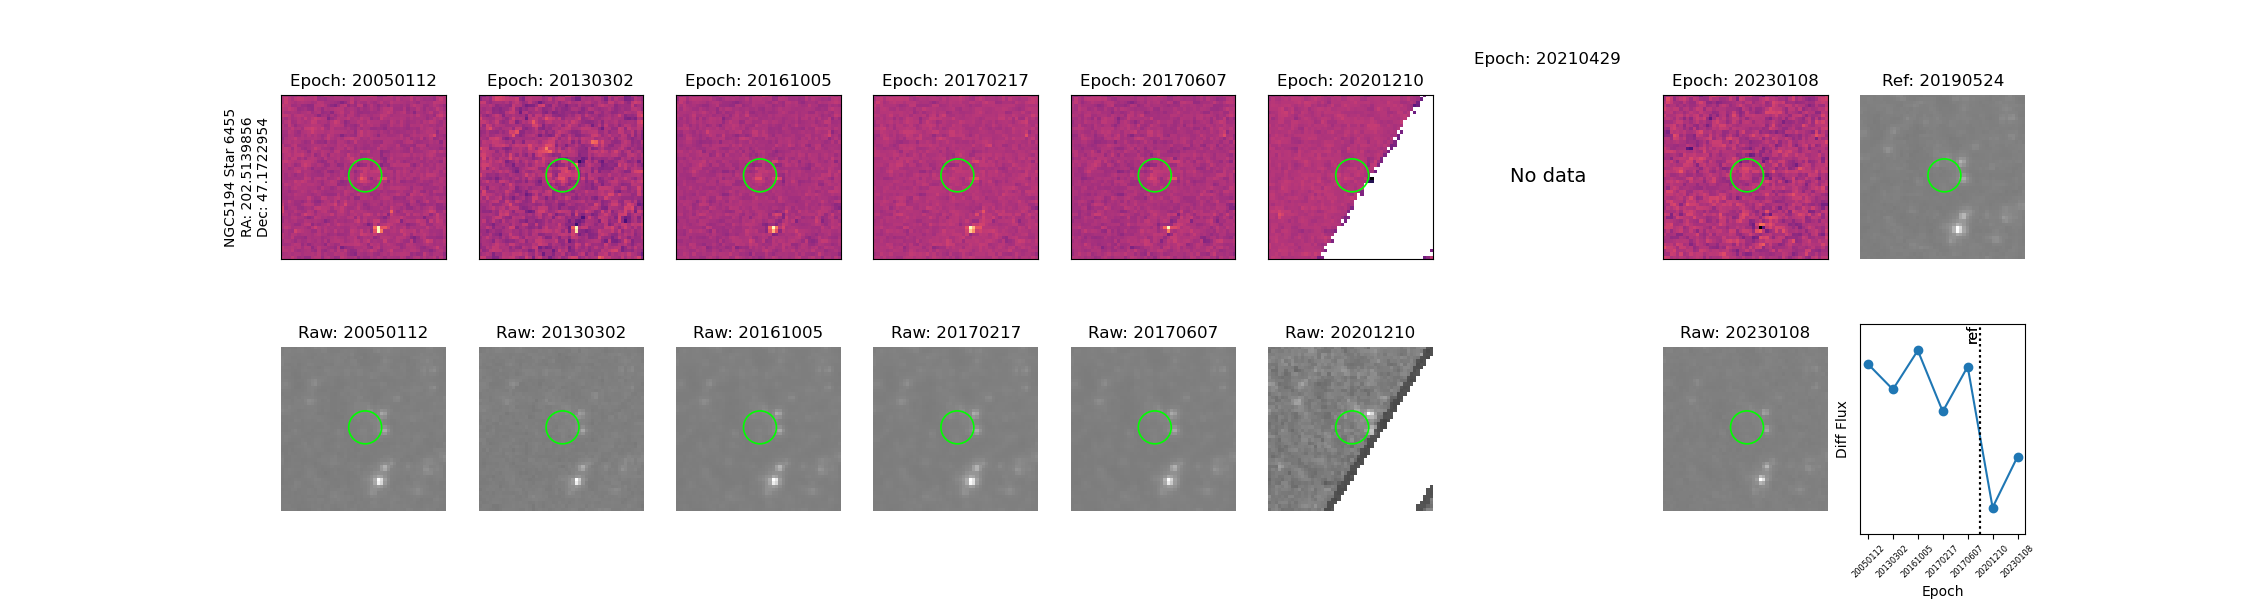 Epoch: 20210429
Epoch: 20050112
Epoch: 20130302
Epoch: 20161005
Epoch: 20170217
Epoch: 20170607
Epoch: 20201210
Epoch: 20230108
Ref: 20190524
NGC5194 Star 6455
RA: 202.5139856
Dec: 47.1722954
No data
Raw: 20050112
Raw: 20130302
Raw: 20161005
Raw: 20170217
Raw: 20170607
Raw: 20201210
Raw: 20230108
ref
Diff Flux
20050112
20130302
20161005
20170217
20170607
20201210
20230108
Epoch